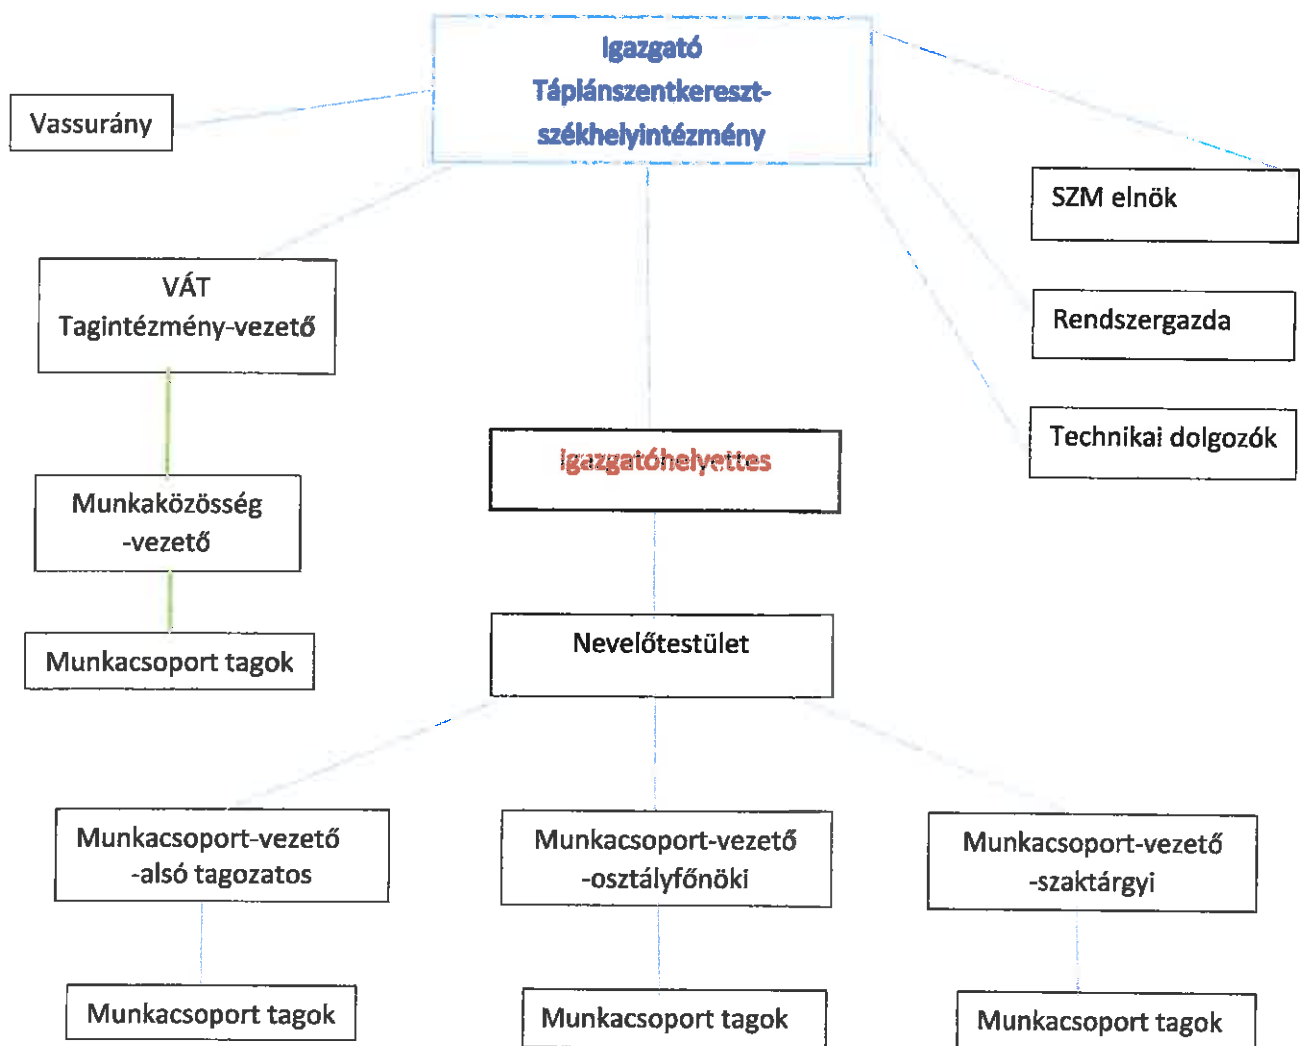 Igazgató
Táplánszentkereszt-
székhelyintézmény
Vassurány
SZM elnök
VÁT
Tagintézmény-vezető
Rendszergazda
Technikai dolgozók
Igazgatóhelyettes
Munkaközösség
-vezető
Nevelőtestület
Munkacsoport tagok
Munkacsoport-vezető
-alsó tagozatos
Munkacsoport-vezető
-osztályfőnöki
Munkacsoport-vezető
-szaktárgyi
Munkacsoport tagok
Munkacsoport tagok
Munkacsoport tagok